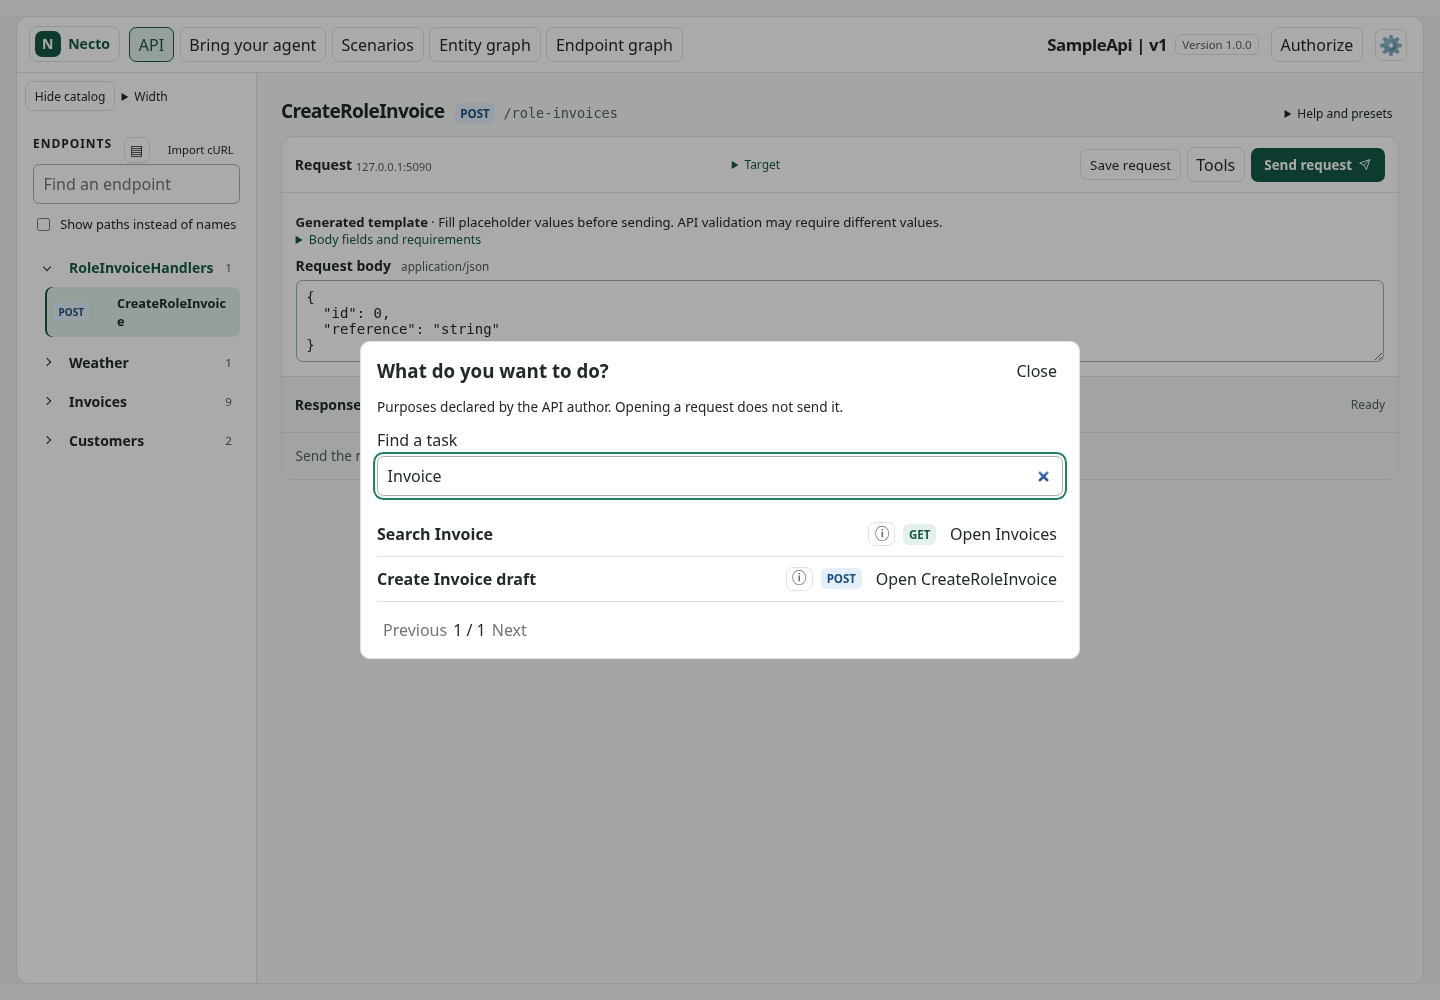 N Necto API Bring your agent Scenarios Entity graph Endpoint graph SampleApi | v1 Version 1.0.0 Authorize
Hide catalog ▶ Width
ENDPOINTS Import cURL
Find an endpoint
Show paths instead of names
RoleInvoiceHandlers 1
POST CreateRoleInvoic
e
Weather 1
Invoices 9
Customers 2
CreateRoleInvoice POST /role-invoices ▶ Help and presets
Request 127.0.0.1:5090 ▶ Target Save request Tools Send request
Generated template · Fill placeholder values before sending. API validation may require different values.
▶ Body fields and requirements
Request body application/json
{
"id": 0,
"reference": "string"
}
Response Ready
Send the r
What do you want to do? Close
Purposes declared by the API author. Opening a request does not send it.
Find a task
Invoice
Search Invoice ⓘ GET Open Invoices
Create Invoice draft ⓘ POST Open CreateRoleInvoice
Previous 1 / 1 Next